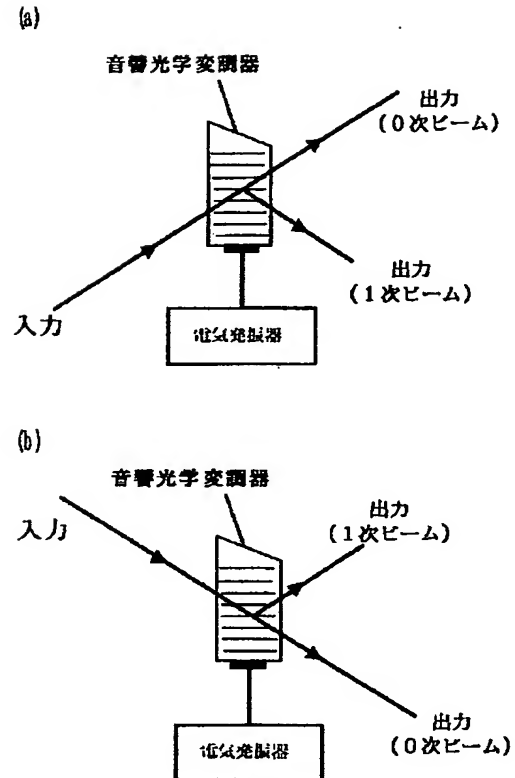 (a)
音響光学変調器
出力
(0次ビーム)
出力
(1次ビーム)
入力
電気発振器
(b)
音響光学変調器
出力
(1次ビーム)
入力
出力
(0次ビーム)
電気発振器